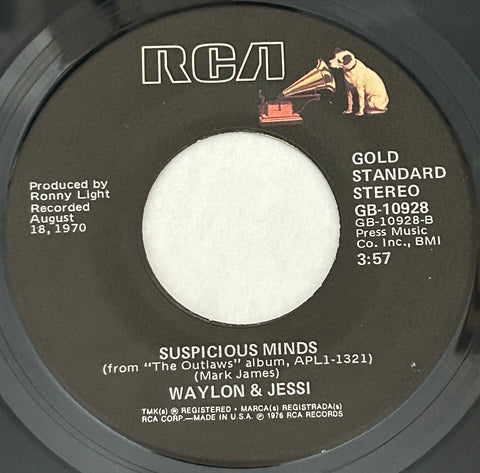 RCA
GOLD
STANDARD
STEREO
GB-10928
GB-10928-B
Press Music
Co. Inc., BMI
3:57
Produced by
Ronny Light
Recorded
August
18, 1970
SUSPICIOUS MINDS
(from "The Outlaws" album, APL1-1321)
(Mark James)
WAYLON & JESSI
TMK(s) ® REGISTERED • MARCA(s) REGISTRADA(s)
RCA CORP.—MADE IN U.S.A. ℗ 1976 RCA RECORDS